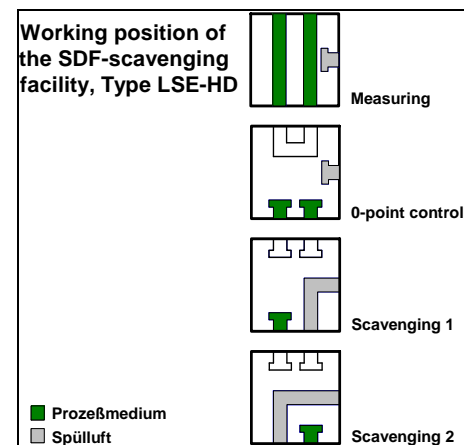 Working position of
the SDF-scavenging
facility, Type LSE-HD
Measuring
0-point control
Scavenging 1
Scavenging 2
Prozeßmedium
Spülluft